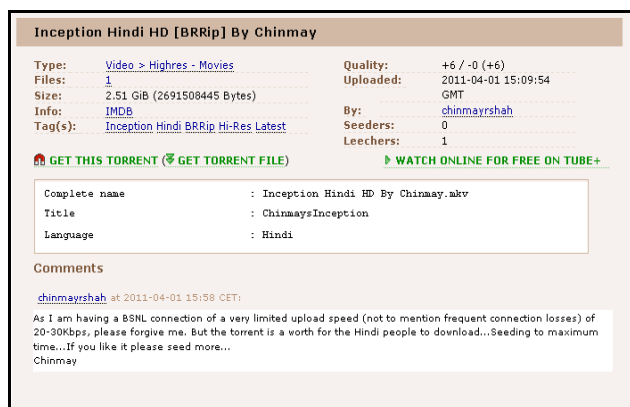 Inception Hindi HD [BRRip] By Chinmay
Type: Video > Highres - Movies
Files: 1
Size: 2.51 GiB (2691508445 Bytes)
Info: IMDB
Tag(s): Inception Hindi BRRip Hi-Res Latest
Quality: +6 / -0 (+6)
Uploaded: 2011-04-01 15:09:54
GMT
By: chinmayrshah
Seeders: 0
Leechers: 1
GET THIS TORRENT (GET TORRENT FILE)
WATCH ONLINE FOR FREE ON TUBE+
Complete name : Inception Hindi HD By Chinmay.mkv
Title : ChinmaysInception
Language : Hindi
Comments
chinmayrshah at 2011-04-01 15:58 CET:
As I am having a BSNL connection of a very limited upload speed (not to mention frequent connection losses) of
20-30Kbps, please forgive me. But the torrent is a worth for the Hindi people to download...Seeding to maximum
time...If you like it please seed more...
Chinmay